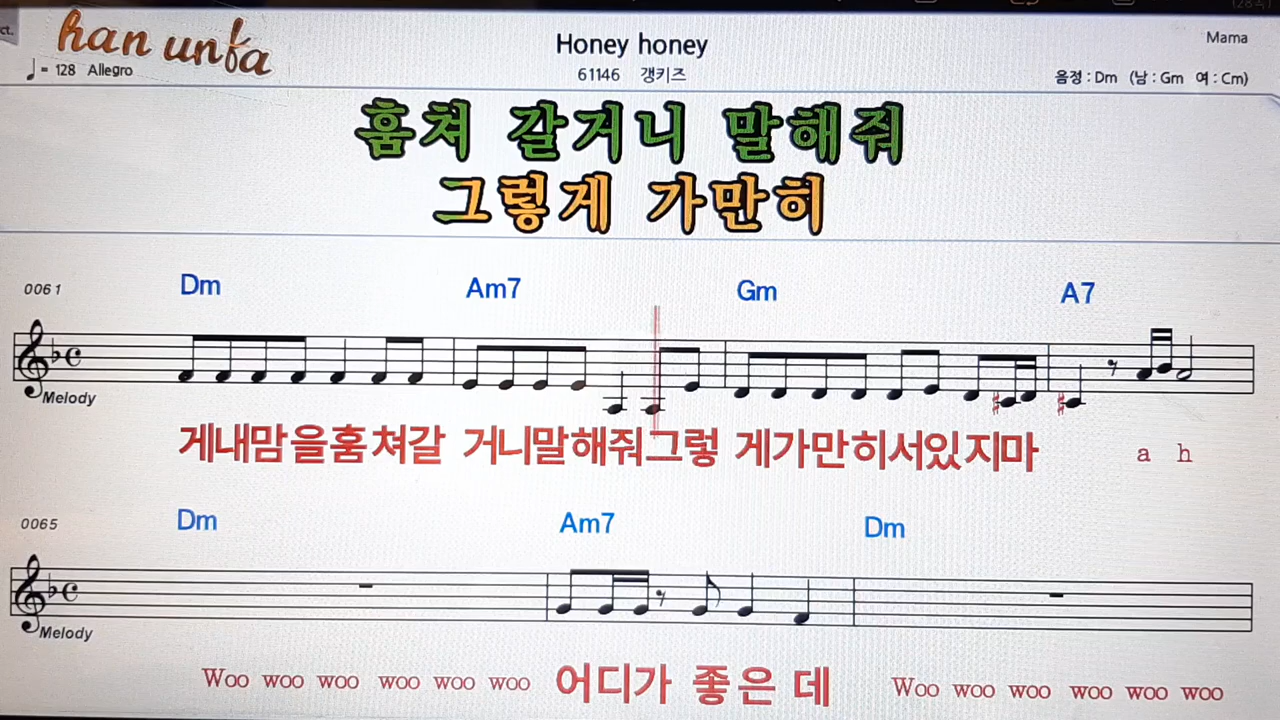 ct.
han unfa
Honey honey
Mama
♩= 128 Allegro
61146 갱키즈
음정 : Dm (남 : Gm 여 : Cm)
훔쳐 갈거니 말해줘
그렇게 가만히
0061 Dm Am7 Gm A7
Melody
게내맘을훔쳐갈 거니말해줘그렇 게가만히서있지마 a h
0065 Dm Am7 Dm
Melody
Woo woo woo woo woo woo 어디가 좋은 데 Woo woo woo woo woo woo